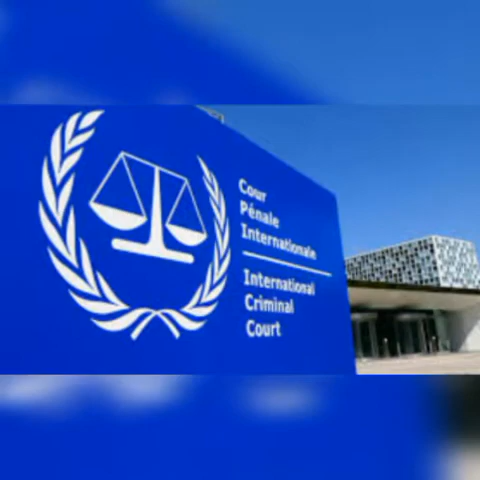 Cour
Pénale
Internationale
International
Criminal
Court